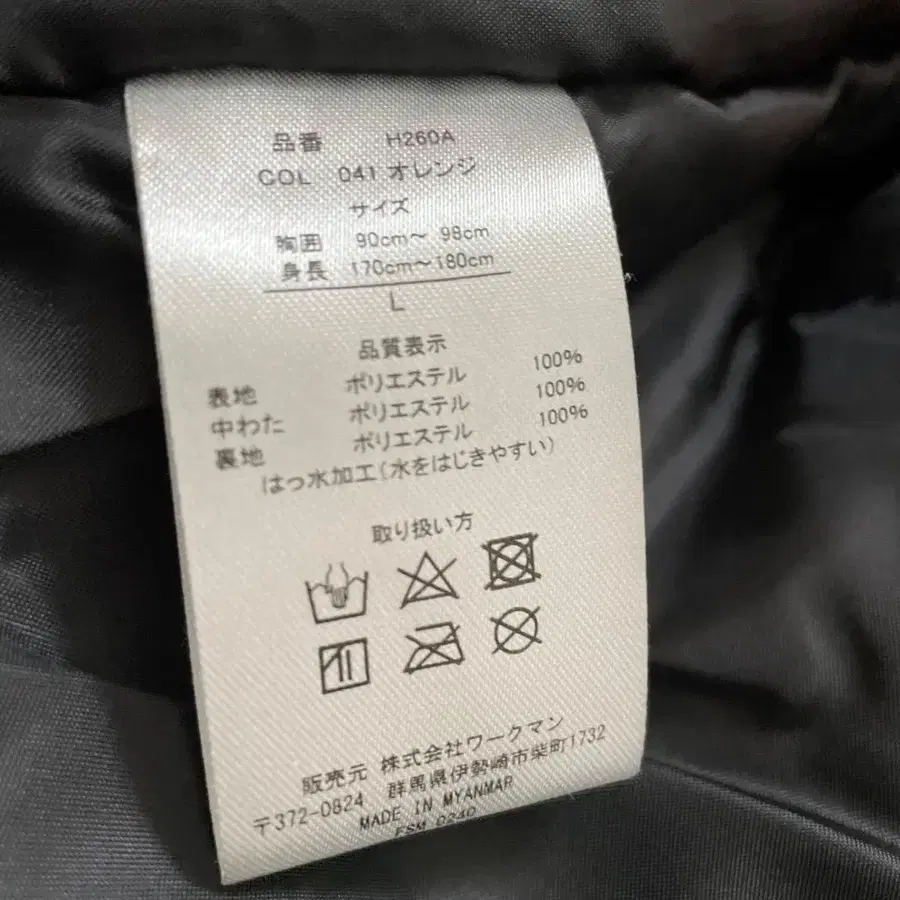 品番 H260A
COL 041 オレンジ
サイズ
胸囲 90cm～ 98cm
身長 170cm～180cm
L
品質表示
表地 ポリエステル 100%
中わた ポリエステル 100%
裏地 ポリエステル 100%
はっ水加工(水をはじきやすい)
取り扱い方
販売元 株式会社ワークマン
〒372-0824 群馬県伊勢崎市柴町1732
MADE IN MYANMAR
FSM 0240